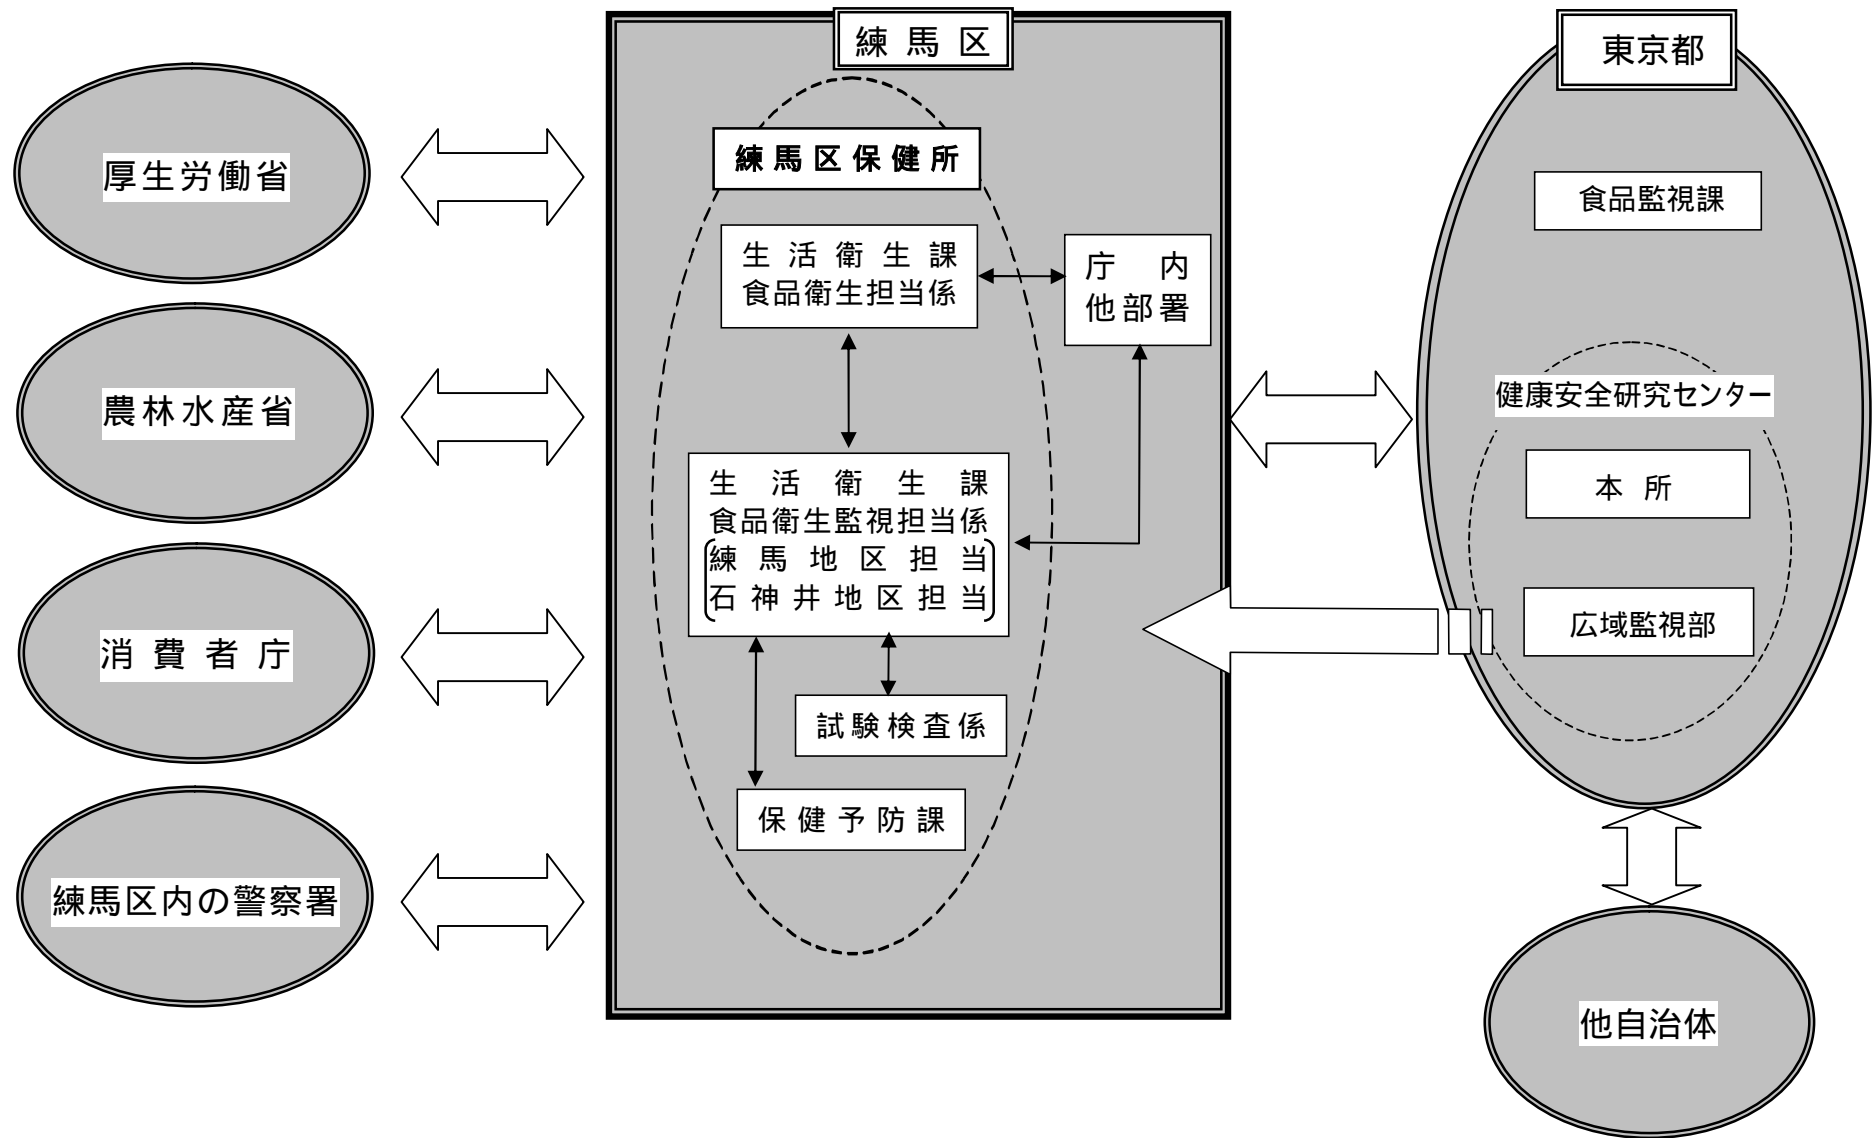 厚生労働省
農林水産省
消費者庁
練馬区内の警察署
練馬区
練馬区保健所
生活衛生課
食品衛生担当係
庁内
他部署
生活衛生課
食品衛生監視担当係
練馬地区担当
石神井地区担当
試験検査係
保健予防課
東京都
食品監視課
健康安全研究センター
本所
広域監視部
他自治体